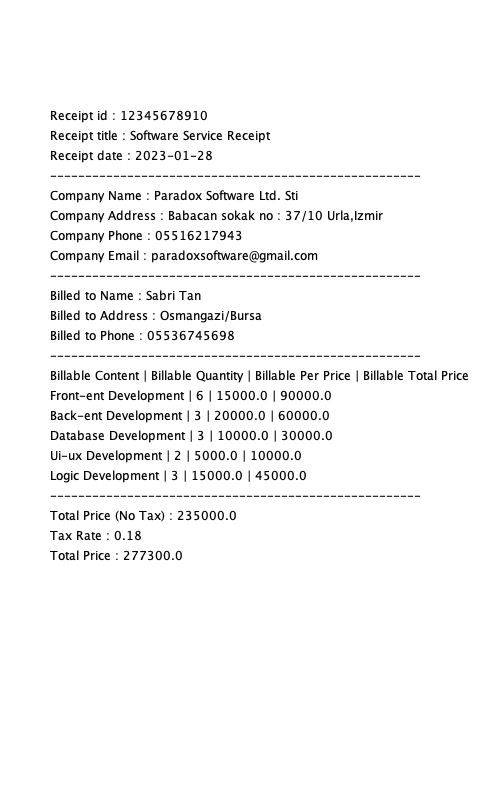 Receipt id : 12345678910
Receipt title : Software Service Receipt
Receipt date : 2023-01-28
-----------------------------------------------------
Company Name : Paradox Software Ltd. Sti
Company Address : Babacan sokak no : 37/10 Urla,Izmir
Company Phone : 05516217943
Company Email : paradoxsoftware@gmail.com
-----------------------------------------------------
Billed to Name : Sabri Tan
Billed to Address : Osmangazi/Bursa
Billed to Phone : 05536745698
-----------------------------------------------------
Billable Content | Billable Quantity | Billable Per Price | Billable Total Price
Front-ent Development | 6 | 15000.0 | 90000.0
Back-ent Development | 3 | 20000.0 | 60000.0
Database Development | 3 | 10000.0 | 30000.0
Ui-ux Development | 2 | 5000.0 | 10000.0
Logic Development | 3 | 15000.0 | 45000.0
-----------------------------------------------------
Total Price (No Tax) : 235000.0
Tax Rate : 0.18
Total Price : 277300.0